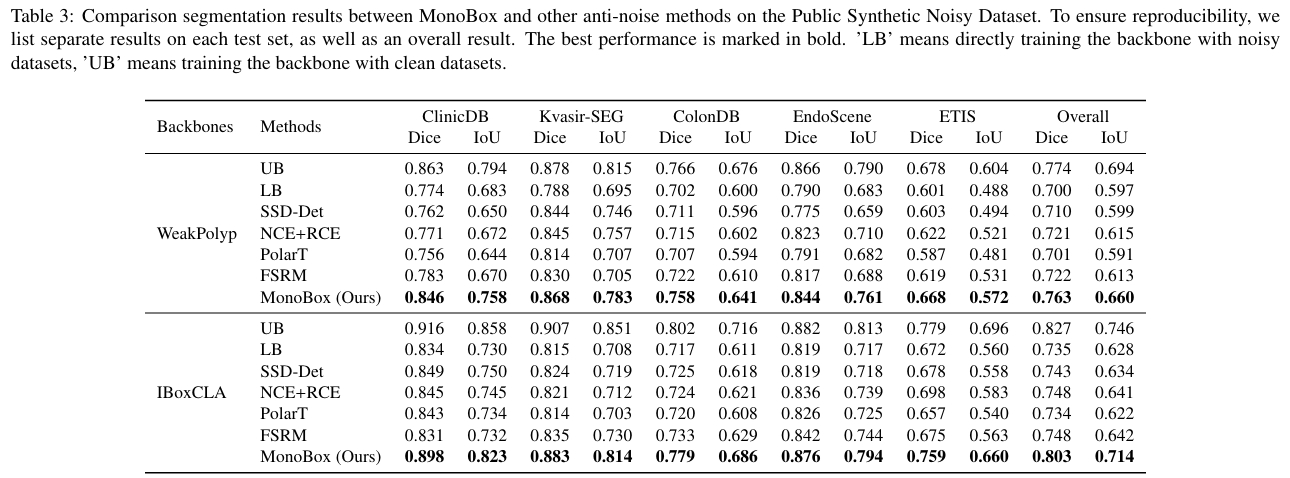 Table 3: Comparison segmentation results between MonoBox and other anti-noise methods on the Public Synthetic Noisy Dataset. To ensure reproducibility, we
list separate results on each test set, as well as an overall result. The best performance is marked in bold. 'LB' means directly training the backbone with noisy
datasets, 'UB' means training the backbone with clean datasets.
Backbones Methods ClinicDB Kvasir-SEG ColonDB EndoScene ETIS Overall
Dice IoU Dice IoU Dice IoU Dice IoU Dice IoU Dice IoU
UB 0.863 0.794 0.878 0.815 0.766 0.676 0.866 0.790 0.678 0.604 0.774 0.694
LB 0.774 0.683 0.788 0.695 0.702 0.600 0.790 0.683 0.601 0.488 0.700 0.597
SSD-Det 0.762 0.650 0.844 0.746 0.711 0.596 0.775 0.659 0.603 0.494 0.710 0.599
WeakPolyp NCE+RCE 0.771 0.672 0.845 0.757 0.715 0.602 0.823 0.710 0.622 0.521 0.721 0.615
PolarT 0.756 0.644 0.814 0.707 0.707 0.594 0.791 0.682 0.587 0.481 0.701 0.591
FSRM 0.783 0.670 0.830 0.705 0.722 0.610 0.817 0.688 0.619 0.531 0.722 0.613
MonoBox (Ours) 0.846 0.758 0.868 0.783 0.758 0.641 0.844 0.761 0.668 0.572 0.763 0.660
UB 0.916 0.858 0.907 0.851 0.802 0.716 0.882 0.813 0.779 0.696 0.827 0.746
LB 0.834 0.730 0.815 0.708 0.717 0.611 0.819 0.717 0.672 0.560 0.735 0.628
SSD-Det 0.849 0.750 0.824 0.719 0.725 0.618 0.819 0.718 0.678 0.558 0.743 0.634
IBoxCLA NCE+RCE 0.845 0.745 0.821 0.712 0.724 0.621 0.836 0.739 0.698 0.583 0.748 0.641
PolarT 0.843 0.734 0.814 0.703 0.720 0.608 0.826 0.725 0.657 0.540 0.734 0.622
FSRM 0.831 0.732 0.835 0.730 0.733 0.629 0.842 0.744 0.675 0.563 0.748 0.642
MonoBox (Ours) 0.898 0.823 0.883 0.814 0.779 0.686 0.876 0.794 0.759 0.660 0.803 0.714